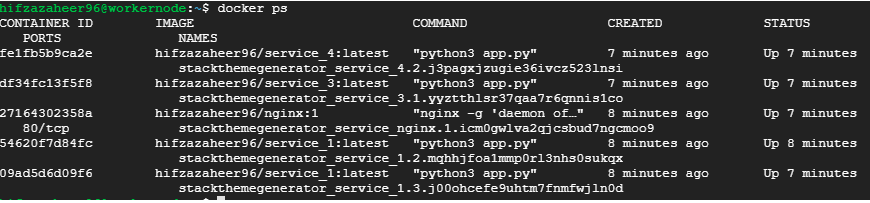 hifzazaheer96@workernode:~$ docker ps
CONTAINER ID IMAGE COMMAND CREATED STATUS
PORTS NAMES
fe1fb5b9ca2e hifzazaheer96/service_4:latest "python3 app.py" 7 minutes ago Up 7 minutes
stackthemegenerator_service_4.2.j3pagxjzugie36ivcz523lnsi
df34fc13f5f8 hifzazaheer96/service_3:latest "python3 app.py" 7 minutes ago Up 7 minutes
stackthemegenerator_service_3.1.yyztthlsr37qaa7r6qnnis1co
27164302358a hifzazaheer96/nginx:1 "nginx -g 'daemon of…" 8 minutes ago Up 7 minutes
80/tcp stackthemegenerator_service_nginx.1.icm0gwlva2qjcsbud7ngcmoo9
54620f7d84fc hifzazaheer96/service_1:latest "python3 app.py" 8 minutes ago Up 8 minutes
stackthemegenerator_service_1.2.mqhhjfoa1mmp0rl3nhs0sukqx
09ad5d6d09f6 hifzazaheer96/service_1:latest "python3 app.py" 8 minutes ago Up 7 minutes
stackthemegenerator_service_1.3.j00ohcefe9uhtm7fnmfwjln0d